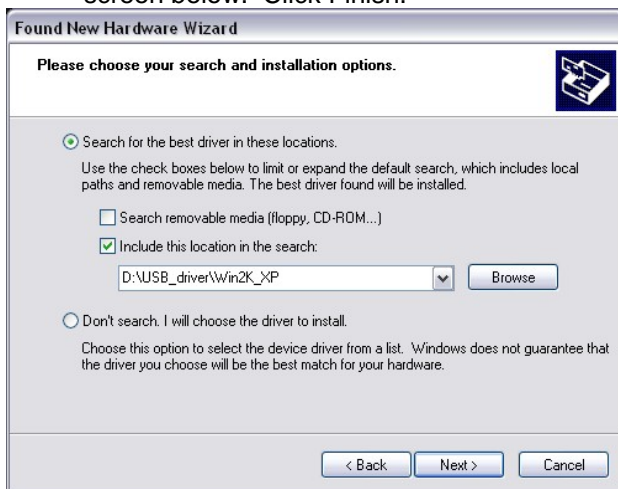 screen below. Click Finish.
Found New Hardware Wizard
Please choose your search and installation options.
Search for the best driver in these locations.
Use the check boxes below to limit or expand the default search, which includes local
paths and removable media. The best driver found will be installed.
Search removable media (floppy, CD-ROM...)
Include this location in the search:
D:\USB_driver\Win2K_XP
Browse
Don't search. I will choose the driver to install.
Choose this option to select the device driver from a list. Windows does not guarantee that
the driver you choose will be the best match for your hardware.
< Back
Next >
Cancel